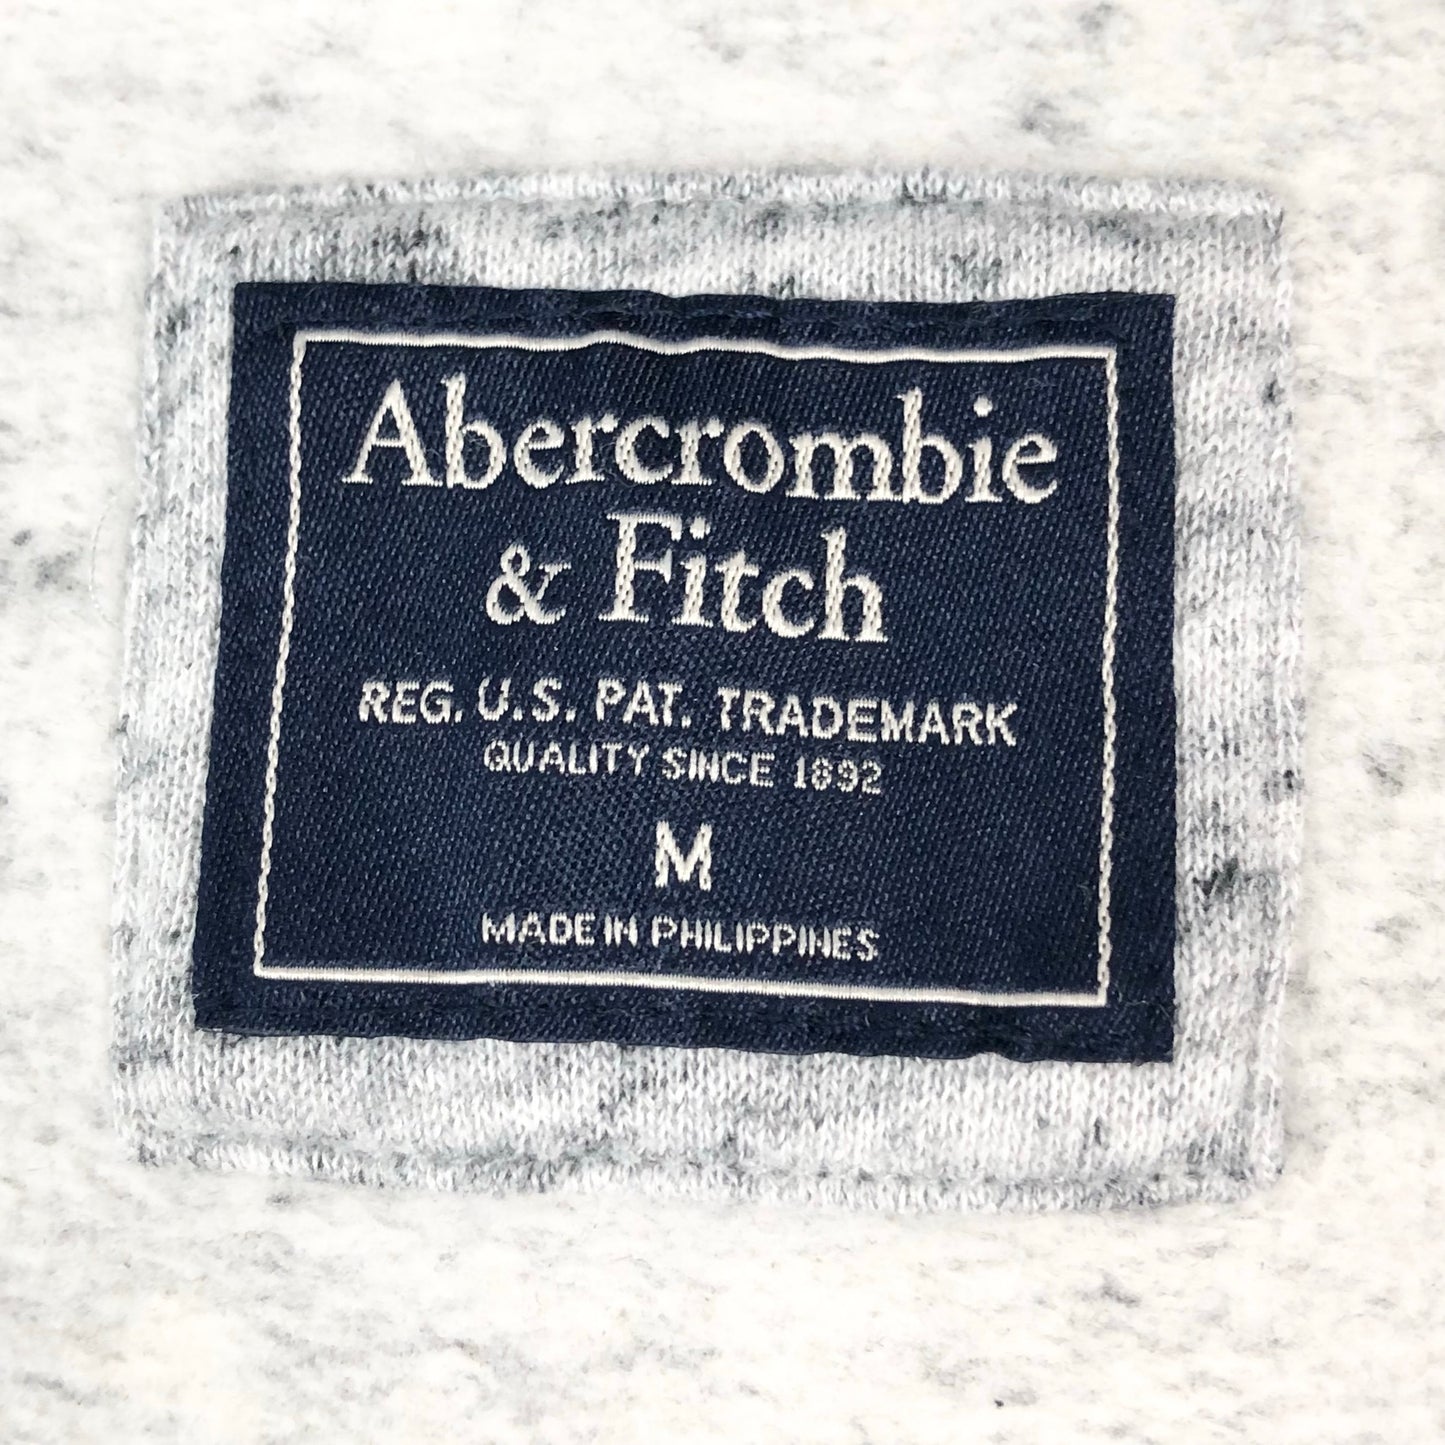 Abercrombie
& Fitch
REG. U.S. PAT. TRADEMARK
QUALITY SINCE 1892
M
MADE IN PHILIPPINES